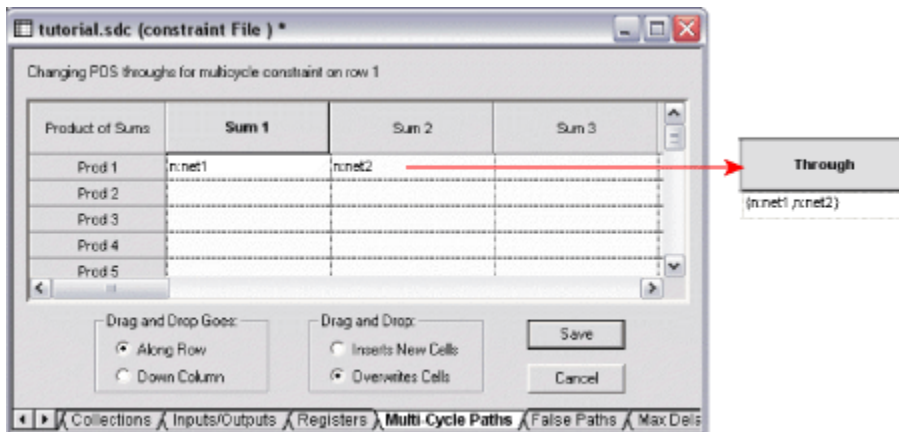 tutorial.sdc (constraint File ) *
Changing POS throughs for multicycle constraint on row 1
Product of Sums Sum 1 Sum 2 Sum 3
Prod 1 n:net1 n:net2
Prod 2
Prod 3
Prod 4
Prod 5
Through
{n:net1,n:net2}
Drag and Drop Goes: Drag and Drop:
Along Row Inserts New Cells Save
Down Column Overwrites Cells Cancel
Collections Inputs/Outputs Registers Multi-Cycle Paths False Paths Max Dela